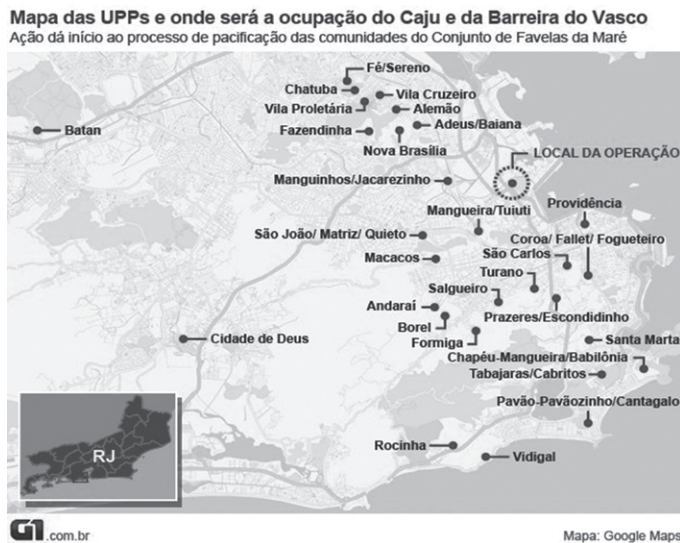 Mapa das UPPs e onde será a ocupação do Caju e da Barreira do Vasco
Ação dá início ao processo de pacificação das comunidades do Conjunto de Favelas da Maré
Fé/Sereno
Chatuba
Vila Cruzeiro
Vila Proletária
Alemão
Batan
Fazendinha
Adeus/Baiana
Nova Brasília
LOCAL DA OPERAÇÃO
Manguinhos/Jacarezinho
Providência
Mangueira/Tuiuti
São João/ Matriz/ Quieto
Coroa/ Fallet/ Fogueteiro
São Carlos
Macacos
Turano
Salgueiro
Andaraí
Prazeres/Escondidinho
Borel
Formiga
Cidade de Deus
Santa Marta
Chapéu-Mangueira/Babilônia
Tabajaras/Cabritos
Pavão-Pavãozinho/Cantagalo
RJ
Rocinha
Vidigal
G1.com.br
Mapa: Google Maps